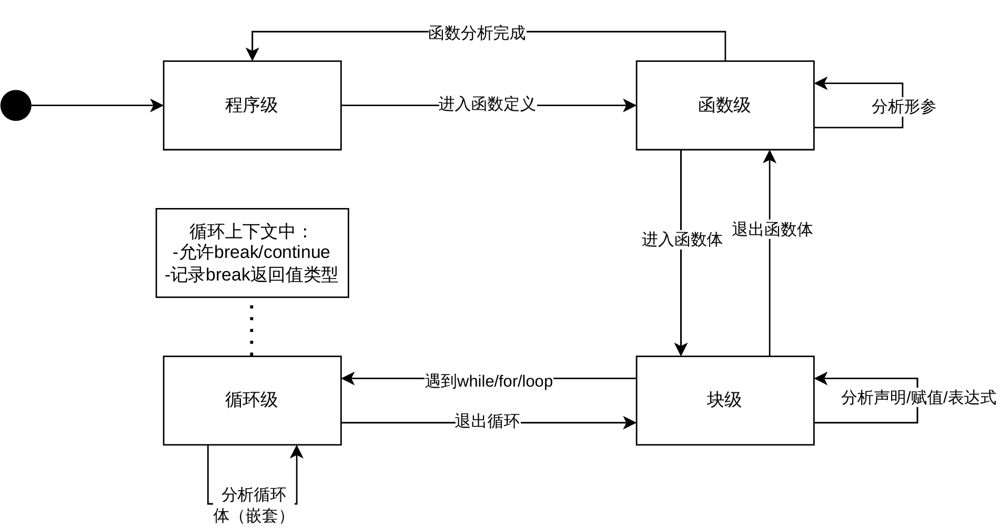 函数分析完成
程序级
进入函数定义
函数级
分析形参
循环上下文中：
-允许break/continue
-记录break返回值类型
进入函数体
退出函数体
循环级
遇到while/for/loop
退出循环
块级
分析声明/赋值/表达式
分析循环
体（嵌套）